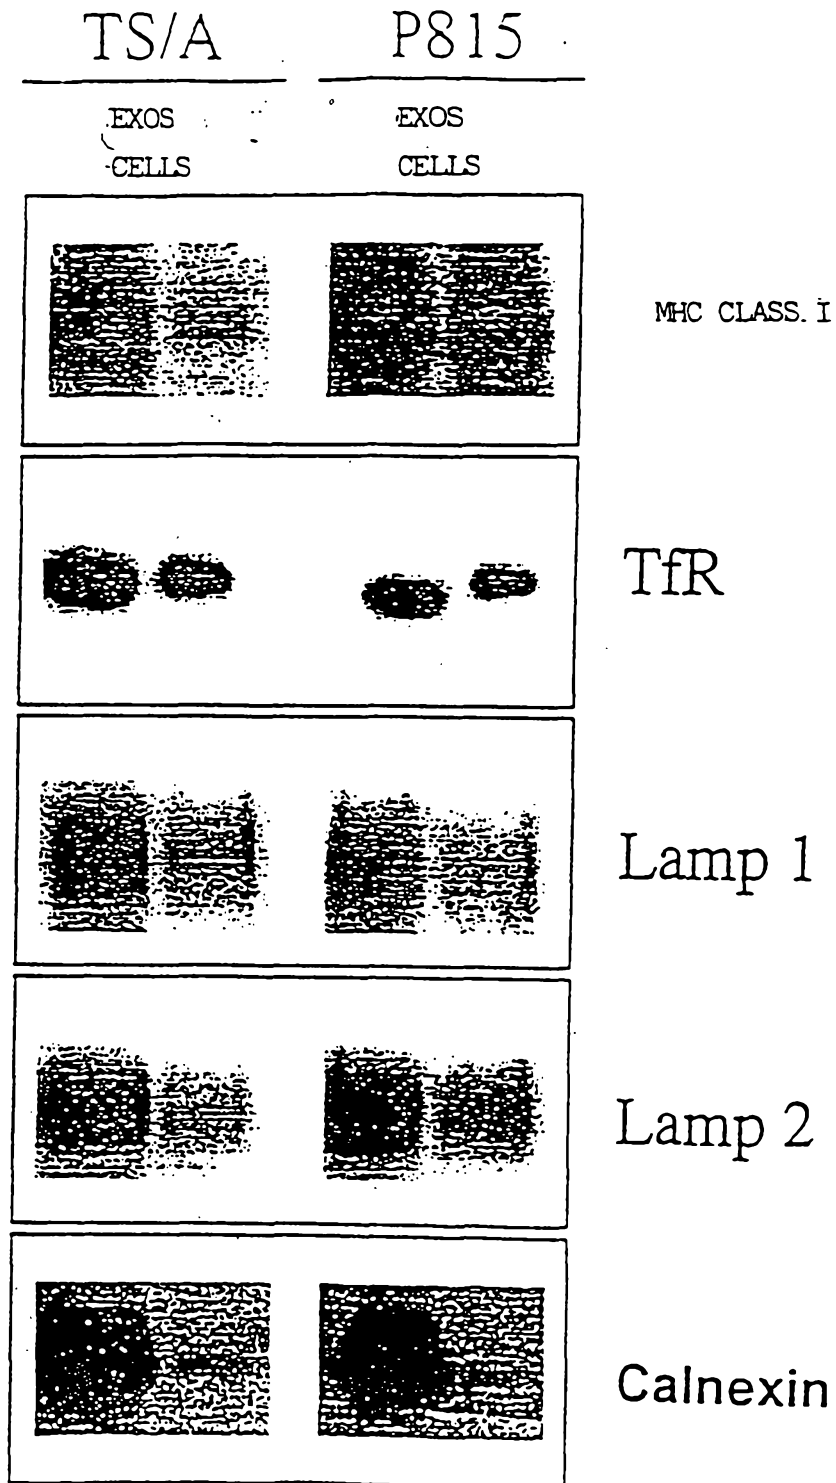 TS/A P815
EXOS EXOS
CELLS CELLS
MHC CLASS. I
TfR
Lamp 1
Lamp 2
Calnexin